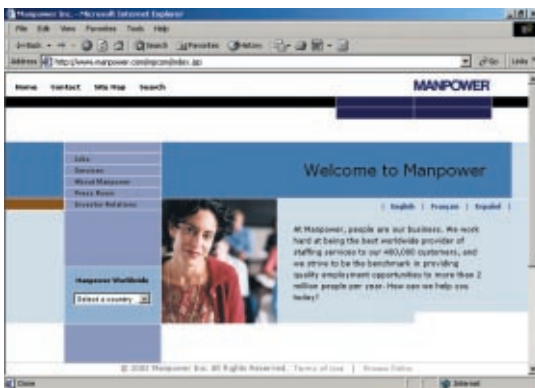 Manpower Inc. - Microsoft Internet Explorer
File Edit View Favorites Tools Help
Back Search Favorites History
Address http://www.manpower.com/mpcom/index.jsp Go Links
Home Contact Site Map Search
MANPOWER
Jobs
Services
About Manpower
Press Room
Investor Relations
Welcome to Manpower
| English | Français | Español |
At Manpower, people are our business. We work
hard at being the best worldwide provider of
staffing services to our 400,000 customers, and
we strive to be the benchmark in providing
quality employment opportunities to more than 2
million people per year. How can we help you
today?
Manpower Worldwide
Select a country
© 2002 Manpower Inc. All Rights Reserved. Terms of Use | Privacy Policy
Done Internet